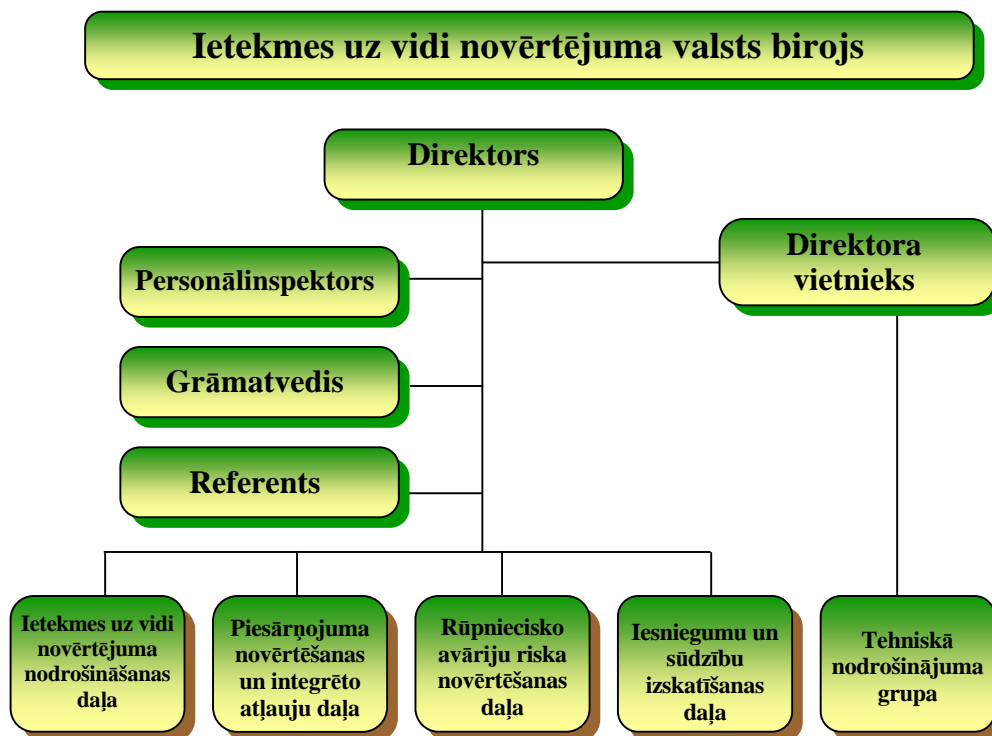 Ietekmes uz vidi novērtējuma valsts birojs
Direktors
Direktora
vietnieks
Personālinspektors
Grāmatvedis
Referents
Ietekmes uz vidi
novērtējuma
nodrošināšanas
daļa
Piesārņojuma
novērtēšanas
un integrēto
atļauju daļa
Rūpniecisko
avāriju riska
novērtēšanas
daļa
Iesniegumu un
sūdzību
izskatīšanas
daļa
Tehniskā
nodrošinājuma
grupa